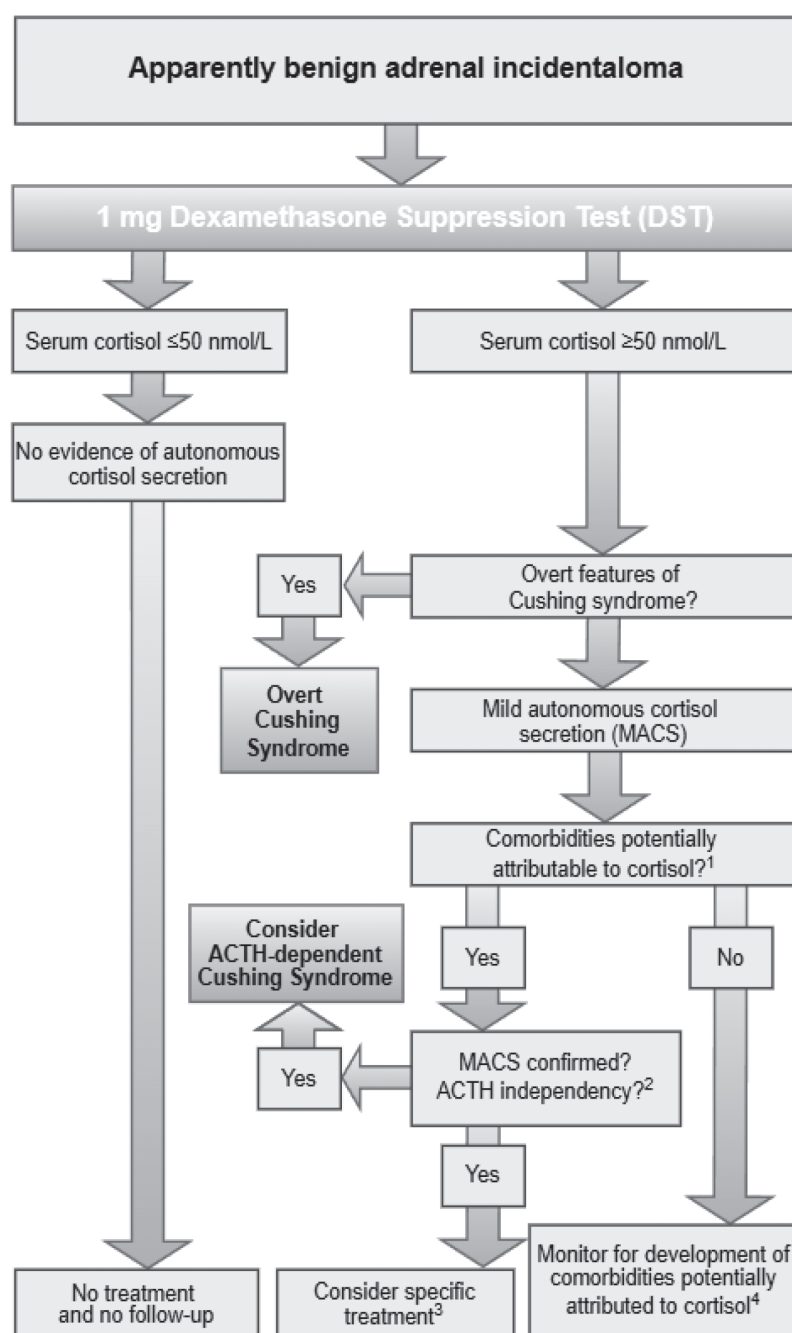 Apparently benign adrenal incidentaloma
1 mg Dexamethasone Suppression Test (DST)
Serum cortisol ≤50 nmol/L
Serum cortisol ≥50 nmol/L
No evidence of autonomous
cortisol secretion
Yes
Overt features of
Cushing syndrome?
Overt
Cushing
Syndrome
Mild autonomous cortisol
secretion (MACS)
Comorbidities potentially
attributable to cortisol?¹
Consider
ACTH-dependent
Cushing Syndrome
Yes
No
Yes
MACS confirmed?
ACTH independency?²
Yes
No treatment
and no follow-up
Consider specific
treatment³
Monitor for development of
comorbidities potentially
attributed to cortisol⁴